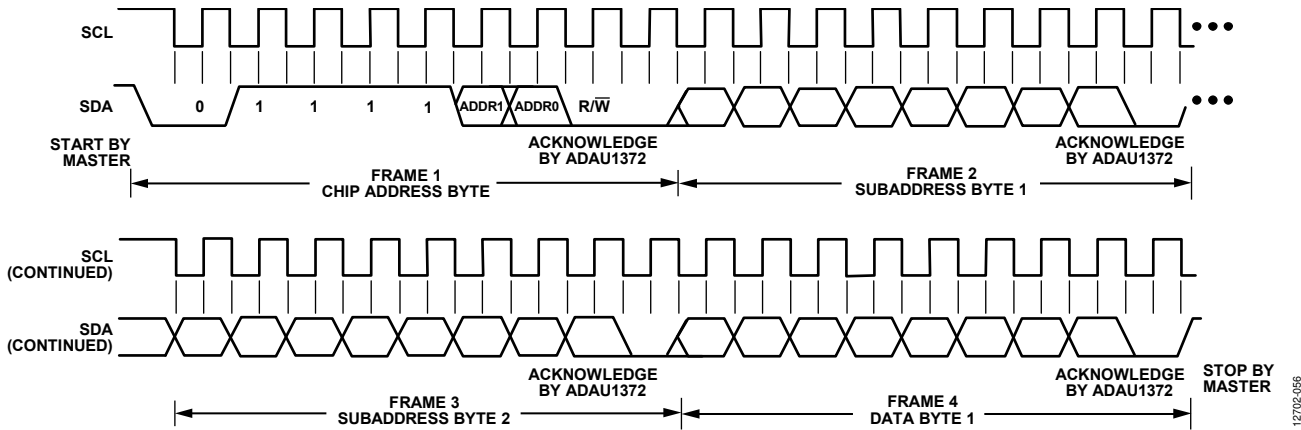 SCL
SDA
0 1 1 1 1 ADDR1 ADDR0 R/W̅
START BY
MASTER
ACKNOWLEDGE
BY ADAU1372
ACKNOWLEDGE
BY ADAU1372
FRAME 1
CHIP ADDRESS BYTE
FRAME 2
SUBADDRESS BYTE 1
SCL
(CONTINUED)
SDA
(CONTINUED)
ACKNOWLEDGE
BY ADAU1372
ACKNOWLEDGE
BY ADAU1372
STOP BY
MASTER
FRAME 3
SUBADDRESS BYTE 2
FRAME 4
DATA BYTE 1
12702-056